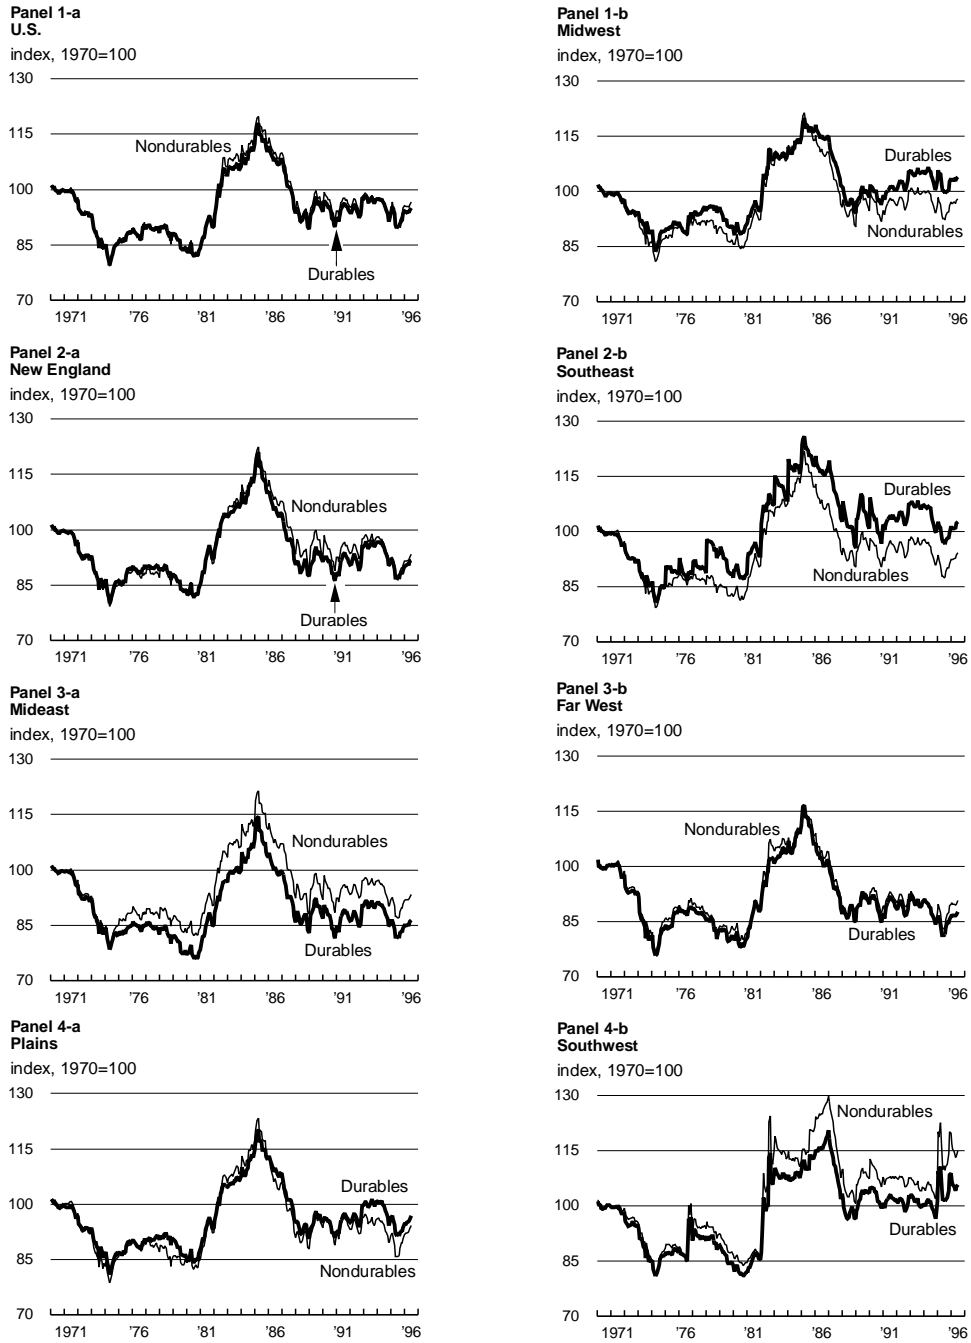 Panel 1-a
U.S.
index, 1970=100
130
115
100
85
70
Nondurables
Durables
1971 '76 '81 '86 '91 '96
Panel 1-b
Midwest
index, 1970=100
130
115
100
85
70
Durables
Nondurables
1971 '76 '81 '86 '91 '96
Panel 2-a
New England
index, 1970=100
130
115
100
85
70
Nondurables
Durables
1971 '76 '81 '86 '91 '96
Panel 2-b
Southeast
index, 1970=100
130
115
100
85
70
Durables
Nondurables
1971 '76 '81 '86 '91 '96
Panel 3-a
Mideast
index, 1970=100
130
115
100
85
70
Nondurables
Durables
1971 '76 '81 '86 '91 '96
Panel 3-b
Far West
index, 1970=100
130
115
100
85
70
Nondurables
Durables
1971 '76 '81 '86 '91 '96
Panel 4-a
Plains
index, 1970=100
130
115
100
85
70
Durables
Nondurables
1971 '76 '81 '86 '91 '96
Panel 4-b
Southwest
index, 1970=100
130
115
100
85
70
Nondurables
Durables
1971 '76 '81 '86 '91 '96